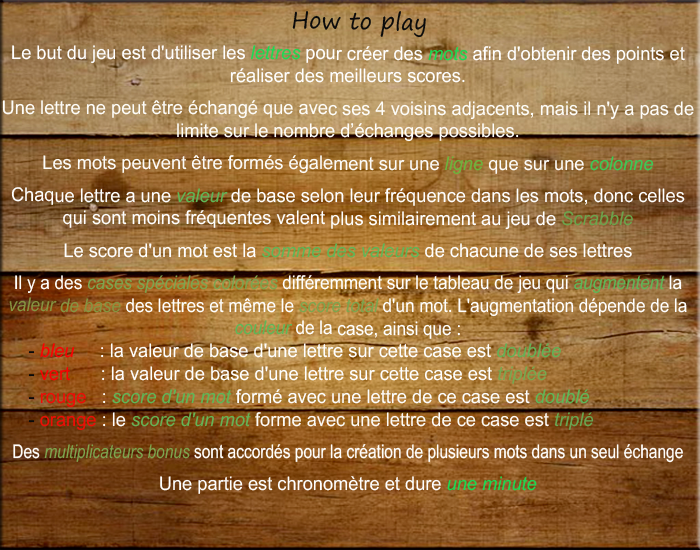 How to play
Le but du jeu est d'utiliser les lettres pour créer des mots afin d'obtenir des points et
réaliser des meilleurs scores.
Une lettre ne peut être échangé que avec ses 4 voisins adjacents, mais il n'y a pas de
limite sur le nombre d'échanges possibles.
Les mots peuvent être formés également sur une ligne que sur une colonne
Chaque lettre a une valeur de base selon leur fréquence dans les mots, donc celles
qui sont moins fréquentes valent plus similairement au jeu de Scrabble
Le score d'un mot est la somme des valeurs de chacune de ses lettres
Il y a des cases spéciales colorées différemment sur le tableau de jeu qui augmentent la
valeur de base des lettres et même le score total d'un mot. L'augmentation dépende de la
couleur de la case, ainsi que :
- bleu : la valeur de base d'une lettre sur cette case est doublée
- vert : la valeur de base d'une lettre sur cette case est triplée
- rouge : score d'un mot formé avec une lettre de ce case est doublé
- orange : le score d'un mot forme avec une lettre de ce case est triplé
Des multiplicateurs bonus sont accordés pour la création de plusieurs mots dans un seul échange
Une partie est chronomètre et dure une minute